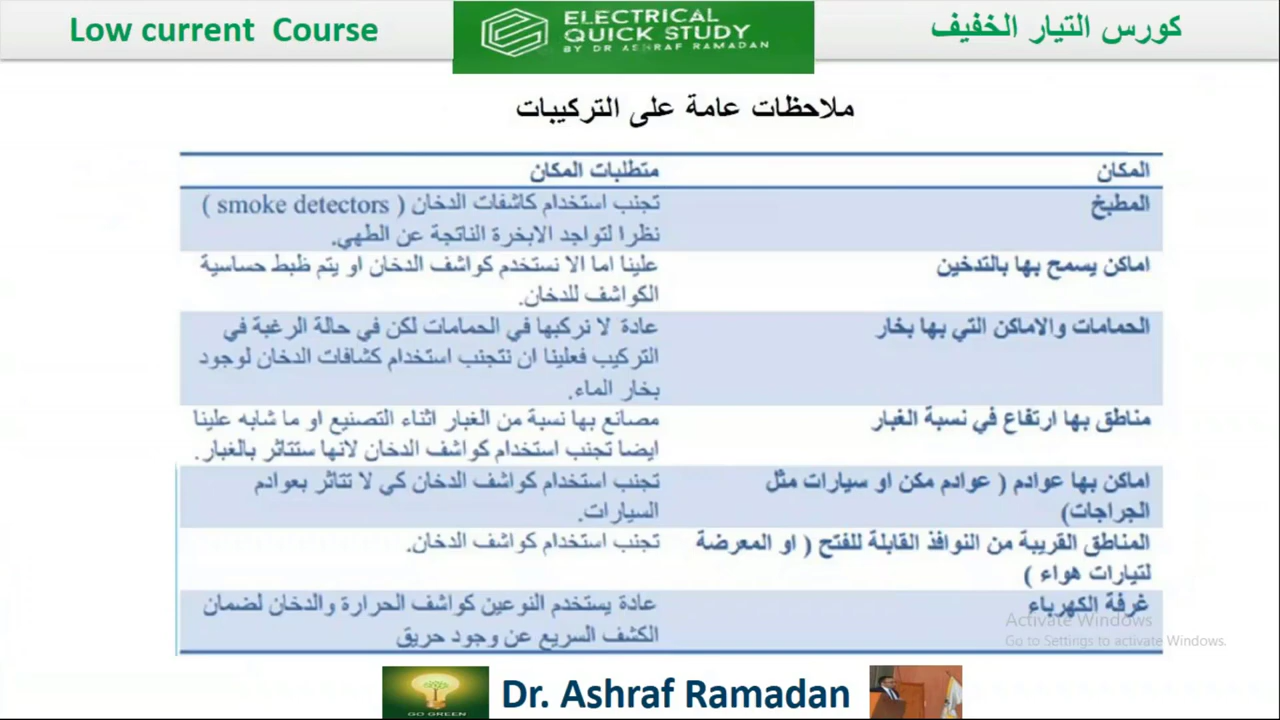 Low current Course
ELECTRICAL
QUICK STUDY
BY DR ASHRAF RAMADAN
كورس التيار الخفيف
ملاحظات عامة على التركيبات
المكان
متطلبات المكان
المطبخ
تجنب استخدام كاشفات الدخان ( smoke detectors )
نظرا لتواجد الابخرة الناتجة عن الطهي.
اماكن يسمح بها بالتدخين
علينا اما الا نستخدم كواشف الدخان او يتم ظبط حساسية
الكواشف للدخان.
الحمامات والاماكن التي بها بخار
عادة لا نركبها في الحمامات لكن في حالة الرغبة في
التركيب فعلينا ان نتجنب استخدام كشافات الدخان لوجود
بخار الماء.
مناطق بها ارتفاع في نسبة الغبار
مصانع بها نسبة من الغبار اثناء التصنيع او ما شابه علينا
ايضا تجنب استخدام كواشف الدخان لانها ستتاثر بالغبار.
اماكن بها عوادم ( عوادم مكن او سيارات مثل
الجراجات)
تجنب استخدام كواشف الدخان كي لا تتاثر بعوادم
السيارات.
المناطق القريبة من النوافذ القابلة للفتح ( او المعرضة
لتيارات هواء )
تجنب استخدام كواشف الدخان.
غرفة الكهرباء
عادة يستخدم النوعين كواشف الحرارة والدخان لضمان
الكشف السريع عن وجود حريق
Activate Windows
Go to Settings to activate Windows.
GO GREEN
Dr. Ashraf Ramadan